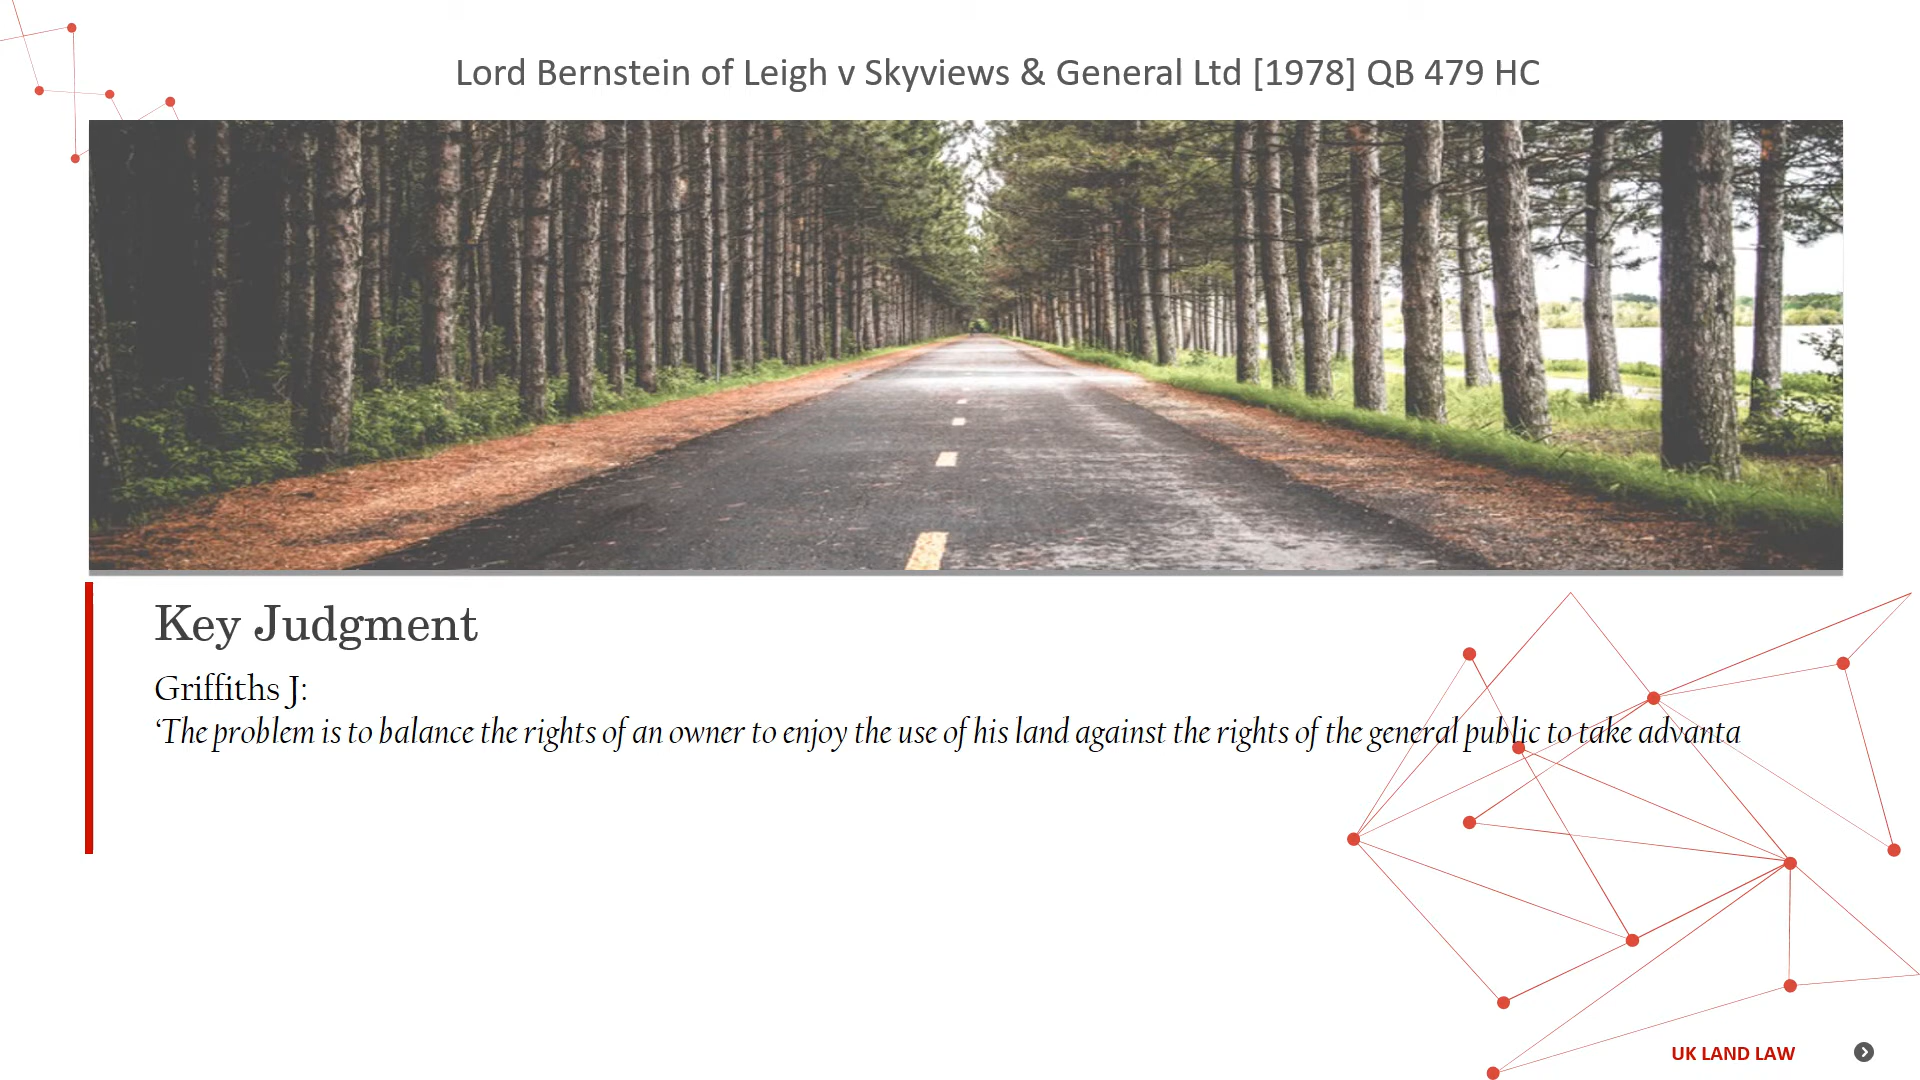 Lord Bernstein of Leigh v Skyviews & General Ltd [1978] QB 479 HC
Key Judgment
Griffiths J:
‘The problem is to balance the rights of an owner to enjoy the use of his land against the rights of the general public to take advanta
UK LAND LAW